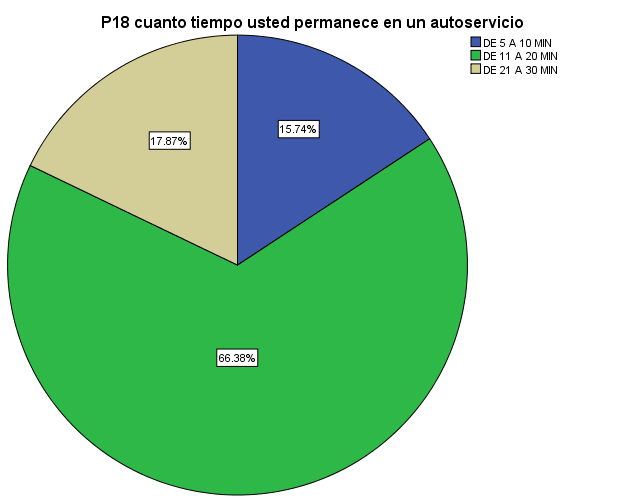 P18 cuanto tiempo usted permanece en un autoservicio
DE 5 A 10 MIN
DE 11 A 20 MIN
DE 21 A 30 MIN
17.87%
15.74%
66.38%